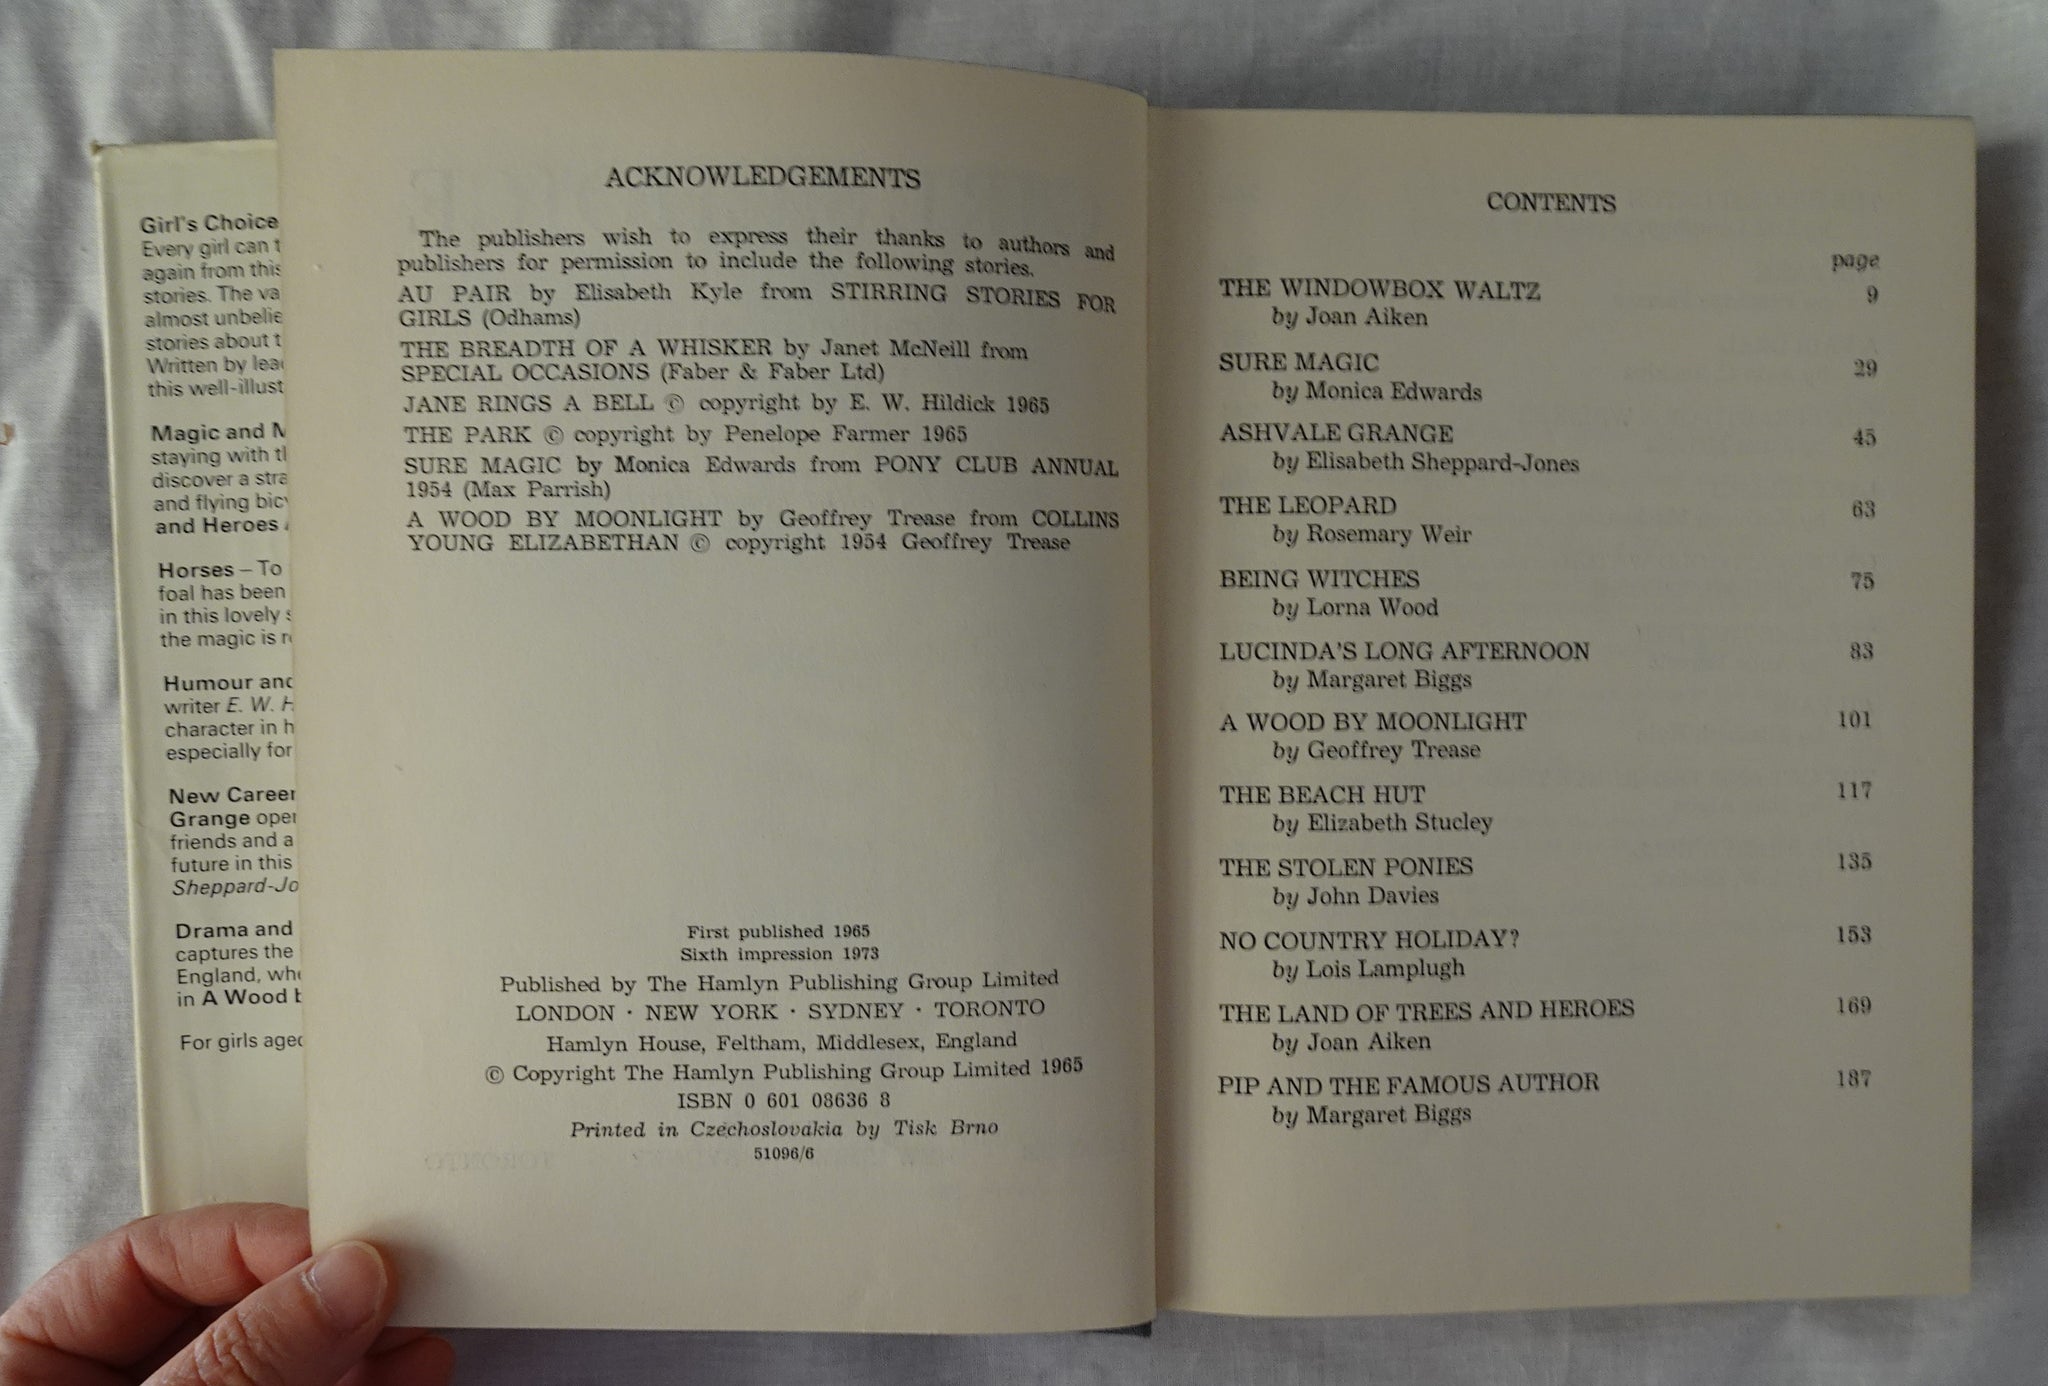 Girl's Choice
Every girl can
again from this
stories. The
almost
stories about
Written by
this
Magic and
staying with
discover a
and flying
and Heroes
Horses – To
foal has been
in this lovely
the magic is
Humour and
writer E. W.
character in
especially for
New
Grange
friends and a
future in this
Drama and
captures the
England,
in A Wood
For girls aged
ACKNOWLEDGEMENTS
The publishers wish to express their thanks to authors and
publishers for permission to include the following stories.
AU PAIR by Elisabeth Kyle from STIRRING STORIES FOR
GIRLS (Odhams)
THE BREADTH OF A WHISKER by Janet McNeill from
SPECIAL OCCASIONS (Faber & Faber Ltd)
JANE RINGS A BELL © copyright by E. W. Hildick 1965
THE PARK © copyright by Penelope Farmer 1965
SURE MAGIC by Monica Edwards from PONY CLUB ANNUAL
1954 (Max Parrish)
A WOOD BY MOONLIGHT by Geoffrey Trease from COLLINS
YOUNG ELIZABETHAN © copyright 1954 Geoffrey Trease
First published 1965
Sixth impression 1973
Published by The Hamlyn Publishing Group Limited
LONDON · NEW YORK · SYDNEY · TORONTO
Hamlyn House, Feltham, Middlesex, England
© Copyright The Hamlyn Publishing Group Limited 1965
ISBN 0 601 08636 8
Printed in Czechoslovakia by Tisk Brno
51096/6
CONTENTS
page
THE WINDOWBOX WALTZ 9
by Joan Aiken
SURE MAGIC 29
by Monica Edwards
ASHVALE GRANGE 45
by Elisabeth Sheppard-Jones
THE LEOPARD 63
by Rosemary Weir
BEING WITCHES 75
by Lorna Wood
LUCINDA'S LONG AFTERNOON 83
by Margaret Biggs
A WOOD BY MOONLIGHT 101
by Geoffrey Trease
THE BEACH HUT 117
by Elizabeth Stucley
THE STOLEN PONIES 135
by John Davies
NO COUNTRY HOLIDAY? 153
by Lois Lamplugh
THE LAND OF TREES AND HEROES 169
by Joan Aiken
PIP AND THE FAMOUS AUTHOR 187
by Margaret Biggs